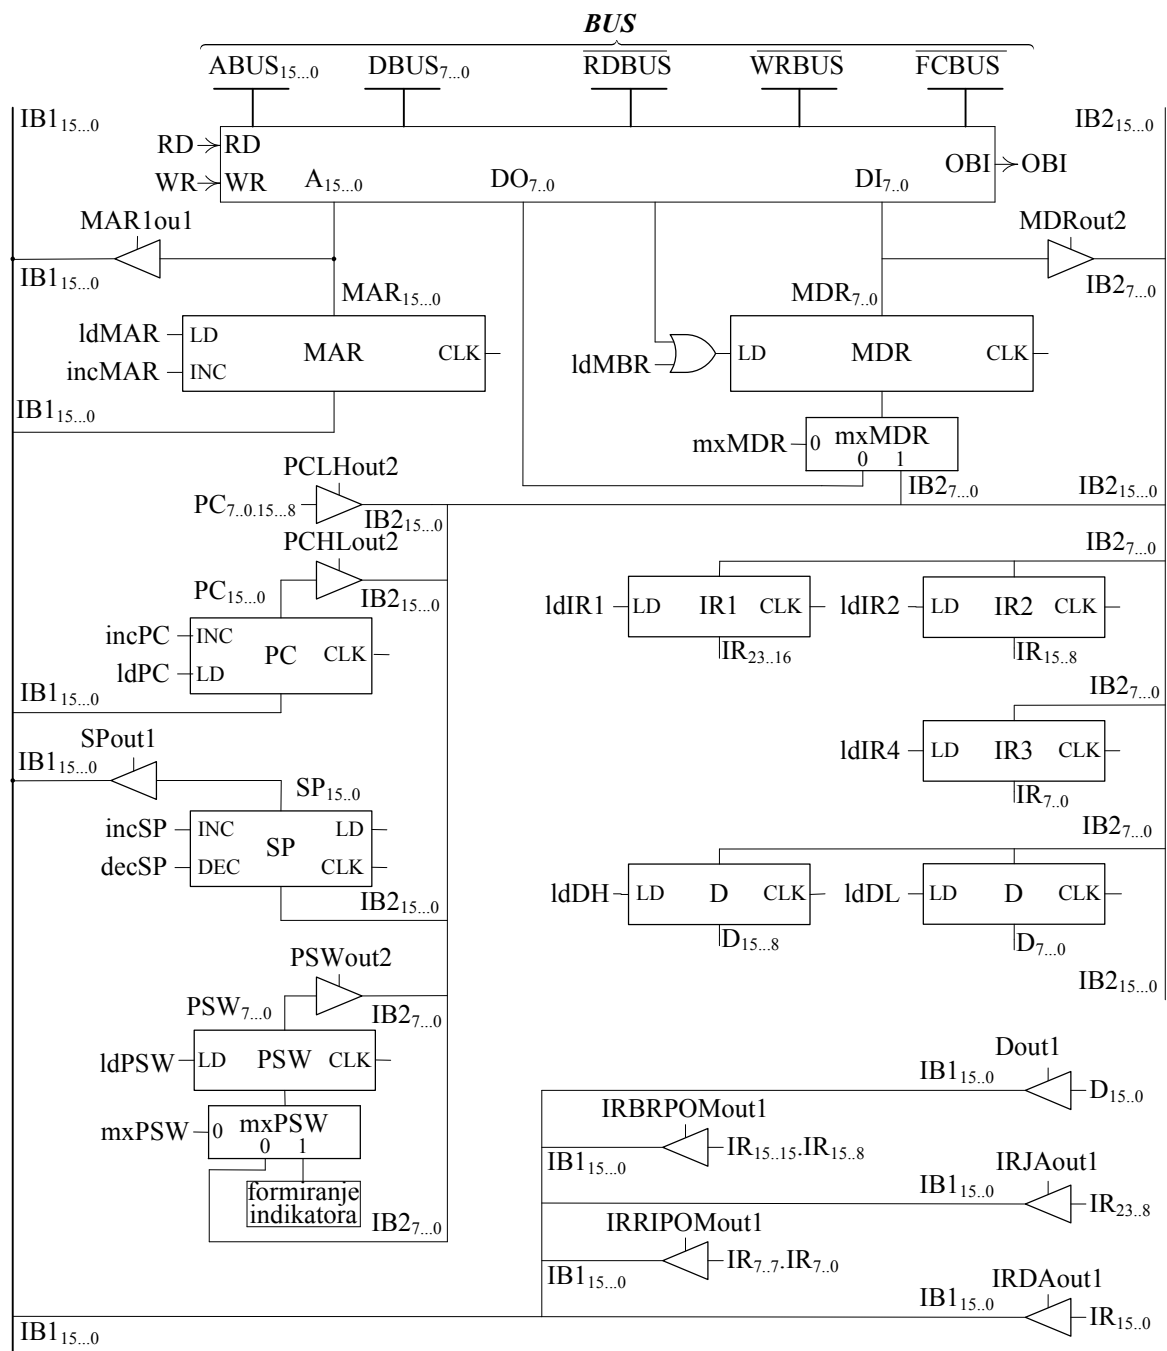 BUS
ABUS15...0 DBUS7...0 RDBUS WRBUS FCBUS
IB115...0 IB215...0
RD RD OBI OBI
WR WR A15...0 DO7..0 DI7..0
MAR1ou1 MDRout2
IB115...0 IB27...0
MAR15...0 MDR7..0
ldMAR LD MAR CLK ldMBR LD MDR CLK
incMAR INC
IB115...0
mxMDR 0 mxMDR
0 1
PCLHout2 IB27...0 IB215...0
PC7..0.15...8 IB215...0
PCHLout2 IB27...0
PC15...0 IB215...0
ldIR1 LD IR1 CLK ldIR2 LD IR2 CLK
incPC INC PC CLK IR23..16 IR15..8
ldPC LD
IB115...0 IB27...0
SPout1 ldIR4 LD IR3 CLK
IB115...0 SP15..0 IR7..0
incSP INC SP LD IB27...0
decSP DEC CLK
IB215...0 ldDH LD D CLK ldDL LD D CLK
D15...8 D7...0
PSWout2 IB215...0
PSW7...0 IB27...0
ldPSW LD PSW CLK Dout1
IB115...0 D15...0
mxPSW 0 mxPSW IRBRPOMout1
0 1 IB115...0 IR15..15.IR15..8
formiranje IRJAout1
indikatora IB115...0 IR23..8
IB27...0 IRRIPOMout1
IB115...0 IR7..7.IR7..0
IRDAout1
IB115...0 IR15..0
IB115...0